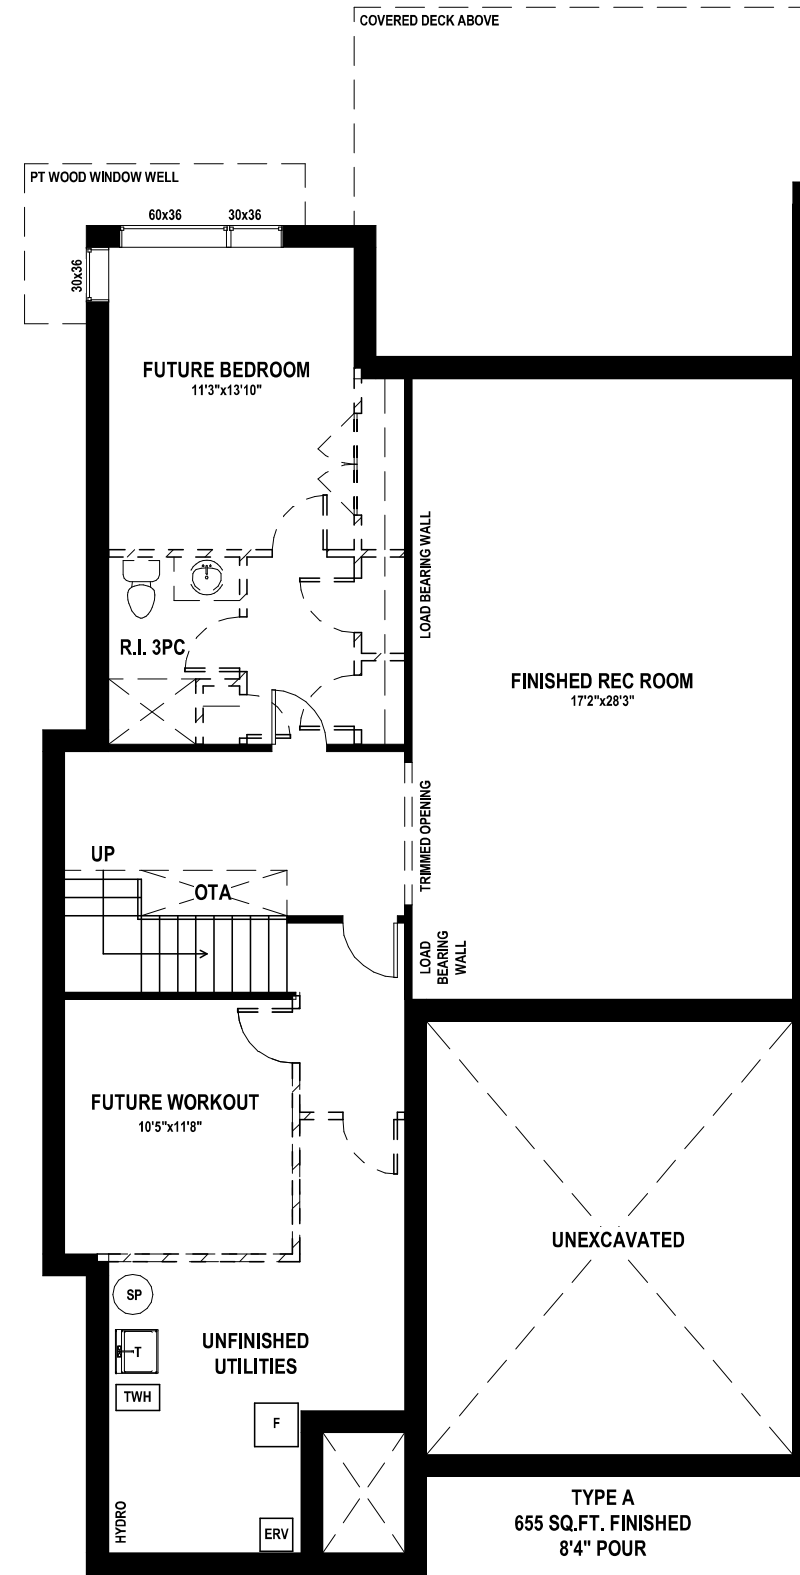 COVERED DECK ABOVE
PT WOOD WINDOW WELL
60x36
30x36
30x36
FUTURE BEDROOM
11'3"x13'10"
LOAD BEARING WALL
R.I. 3PC
FINISHED REC ROOM
17'2"x28'3"
TRIMMED OPENING
UP
OTA
LOAD
BEARING
WALL
FUTURE WORKOUT
10'5"x11'8"
UNEXCAVATED
SP
T
UNFINISHED
UTILITIES
TWH
F
HYDRO
ERV
TYPE A
655 SQ.FT. FINISHED
8'4" POUR